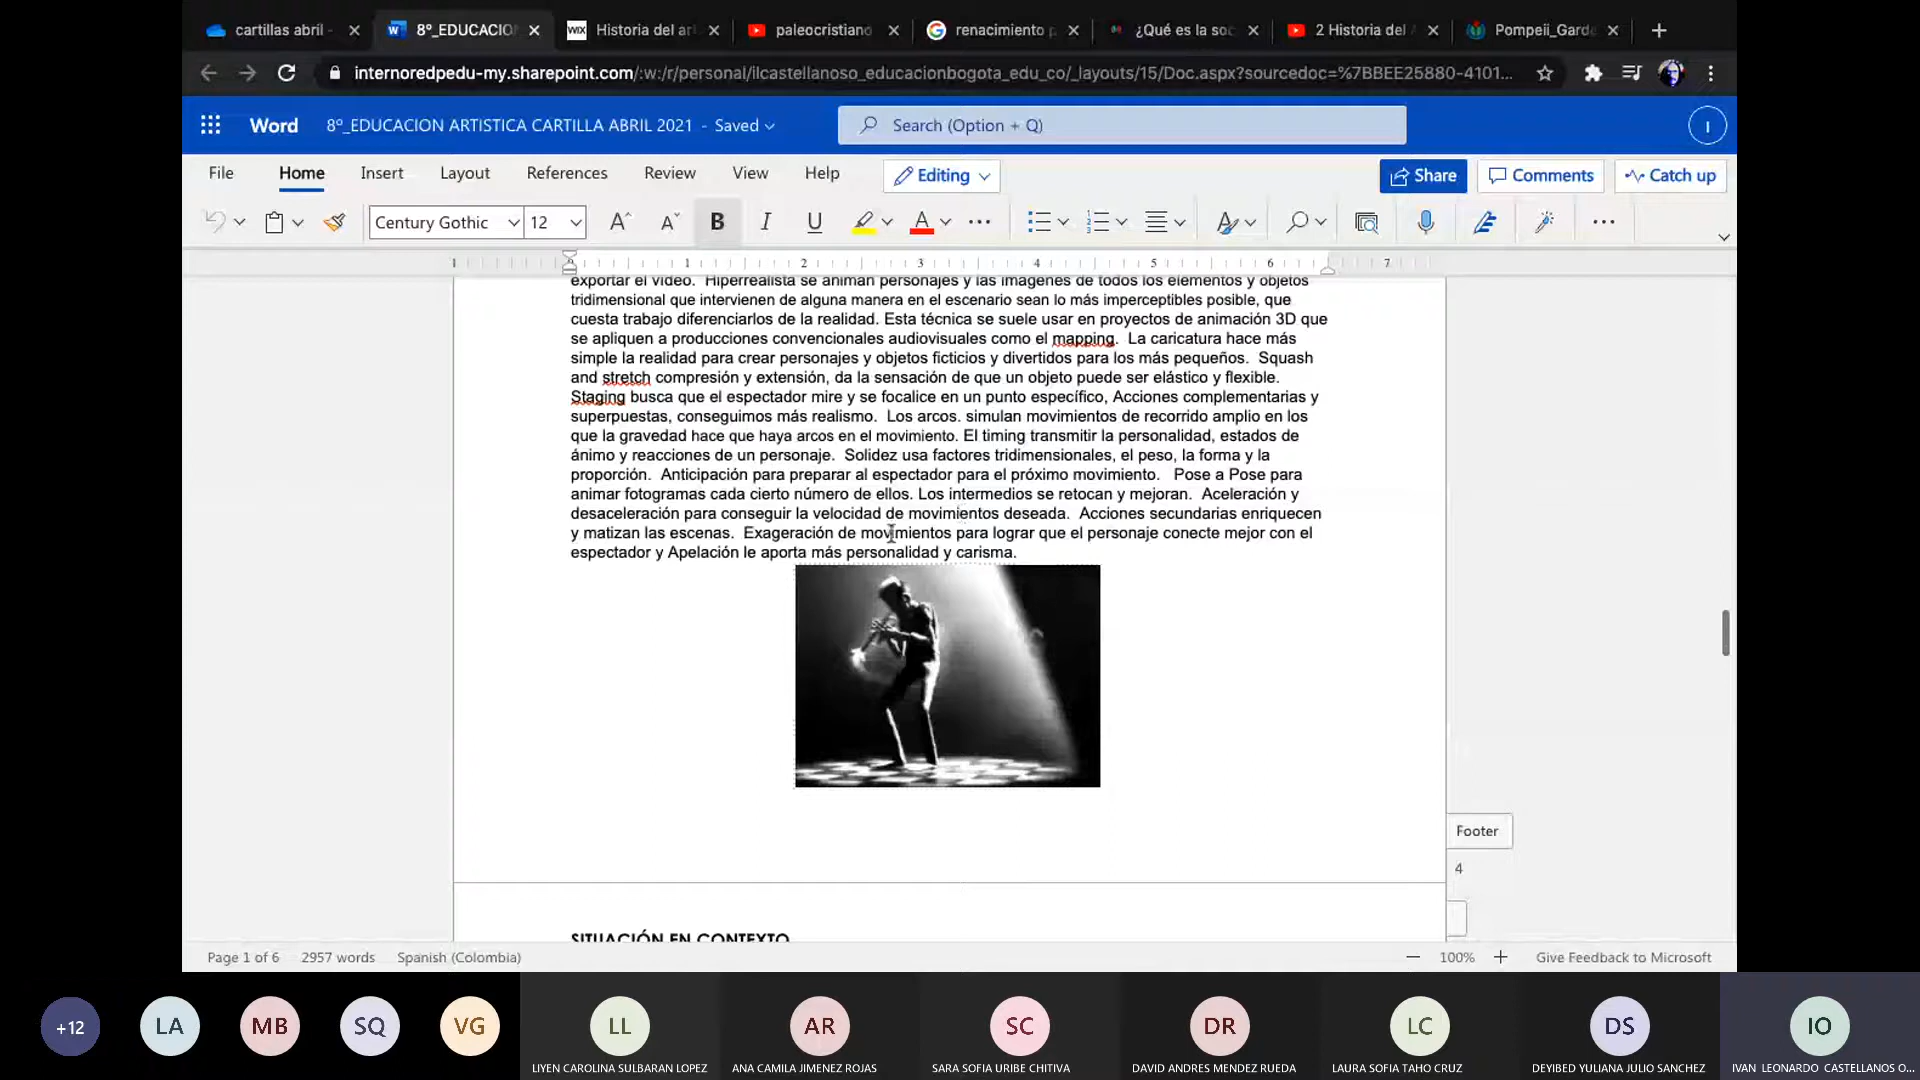 cartillas abril -
8º_EDUCACIO
WIX
Historia del ar
paleocristiano
renacimiento p
¿Qué es la soc
2 Historia del A
Pompeii_Garde
internoredpedu-my.sharepoint.com/:w:/r/personal/ilcastellanoso_educacionbogota_edu_co/_layouts/15/Doc.aspx?sourcedoc=%7BBEE25880-4101...
Word
8º_EDUCACION ARTISTICA CARTILLA ABRIL 2021 - Saved
Search (Option + Q)
I
File
Home
Insert
Layout
References
Review
View
Help
Editing
Share
Comments
Catch up
Century Gothic
12
A
A
B
I
U
A
1
1
2
3
4
5
6
7
exportar el vídeo. Hiperrealista se animan personajes y las imágenes de todos los elementos y objetos
tridimensional que intervienen de alguna manera en el escenario sean lo más imperceptibles posible, que
cuesta trabajo diferenciarlos de la realidad. Esta técnica se suele usar en proyectos de animación 3D que
se apliquen a producciones convencionales audiovisuales como el mapping. La caricatura hace más
simple la realidad para crear personajes y objetos ficticios y divertidos para los más pequeños. Squash
and stretch compresión y extensión, da la sensación de que un objeto puede ser elástico y flexible.
Staging busca que el espectador mire y se focalice en un punto específico, Acciones complementarias y
superpuestas, conseguimos más realismo. Los arcos. simulan movimientos de recorrido amplio en los
que la gravedad hace que haya arcos en el movimiento. El timing transmitir la personalidad, estados de
ánimo y reacciones de un personaje. Solidez usa factores tridimensionales, el peso, la forma y la
proporción. Anticipación para preparar al espectador para el próximo movimiento. Pose a Pose para
animar fotogramas cada cierto número de ellos. Los intermedios se retocan y mejoran. Aceleración y
desaceleración para conseguir la velocidad de movimientos deseada. Acciones secundarias enriquecen
y matizan las escenas. Exageración de movimientos para lograr que el personaje conecte mejor con el
espectador y Apelación le aporta más personalidad y carisma.
Footer
4
SITUACIÓN EN CONTEXTO
Page 1 of 6
2957 words
Spanish (Colombia)
100%
Give Feedback to Microsoft
+12
LA
MB
SQ
VG
LL
AR
SC
DR
LC
DS
IO
LIYEN CAROLINA SULBARAN LOPEZ
ANA CAMILA JIMENEZ ROJAS
SARA SOFIA URIBE CHITIVA
DAVID ANDRES MENDEZ RUEDA
LAURA SOFIA TAHO CRUZ
DEYIBED YULIANA JULIO SANCHEZ
IVAN LEONARDO CASTELLANOS O...